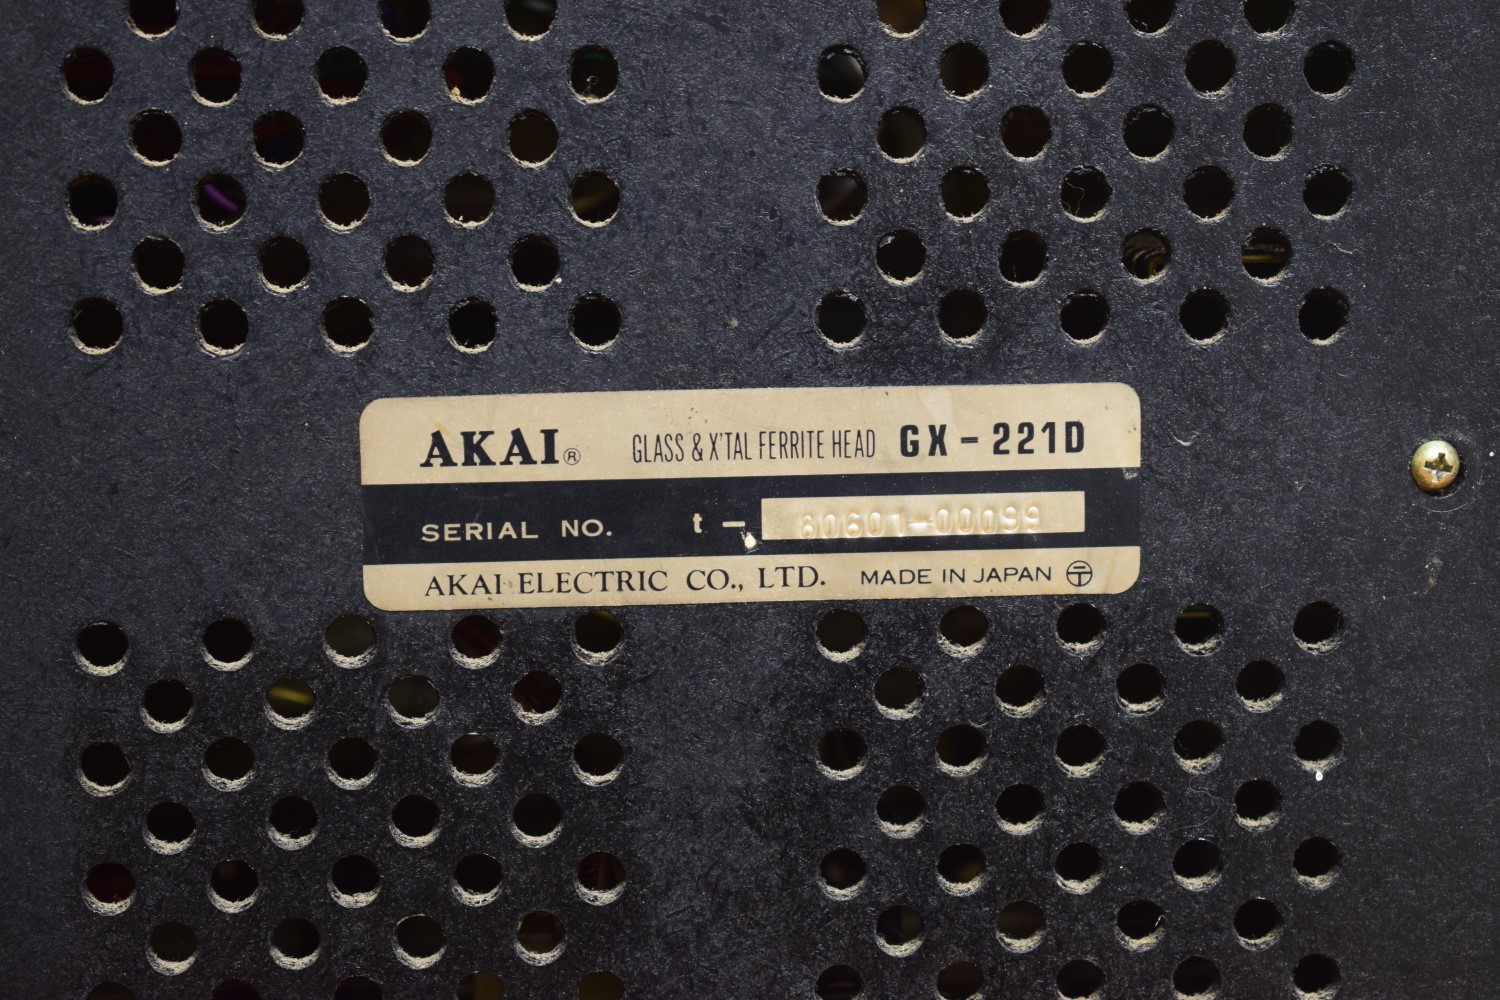 AKAI® GLASS & X'TAL FERRITE HEAD GX-221D
SERIAL NO. t - 80601-00099
AKAI ELECTRIC CO., LTD. MADE IN JAPAN